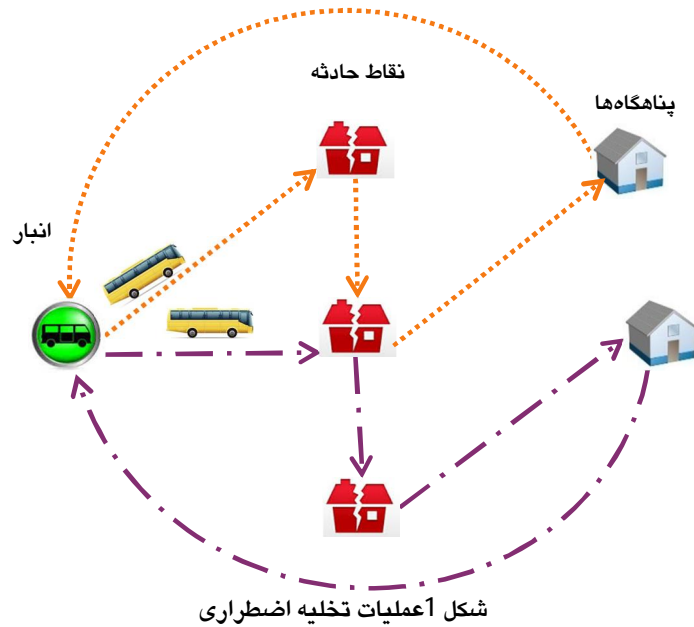 نقاط حادثه
پناهگاه‌ها
انبار
شکل 1عملیات تخلیه اضطراری